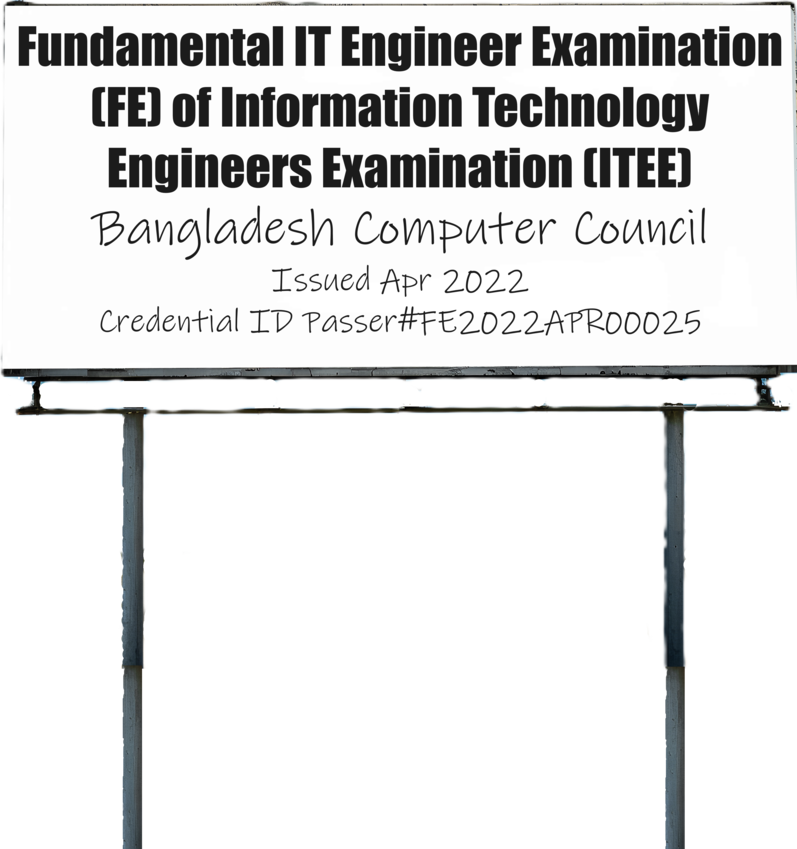 Fundamental IT Engineer Examination
(FE) of Information Technology
Engineers Examination (ITEE)
Bangladesh Computer Council
Issued Apr 2022
Credential ID Passer#FE2022APR00025